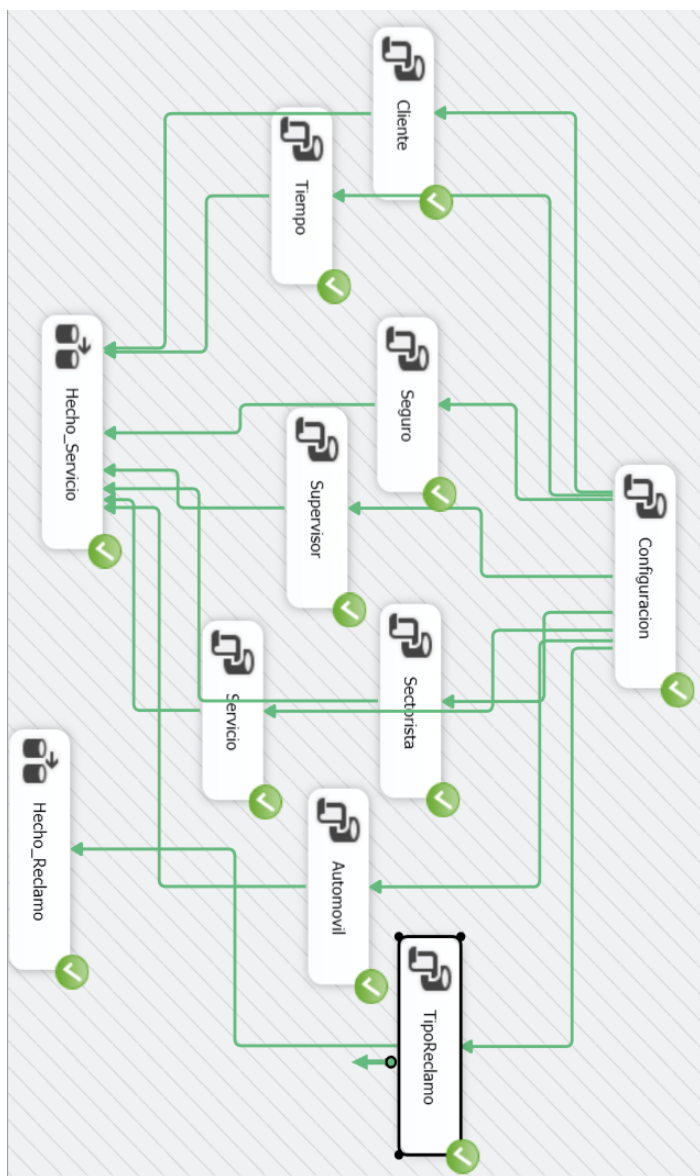 Configuracion
Cliente
Tiempo
Seguro
Supervisor
Sectorista
Servicio
Automovil
TipoReclamo
Hecho_Servicio
Hecho_Reclamo